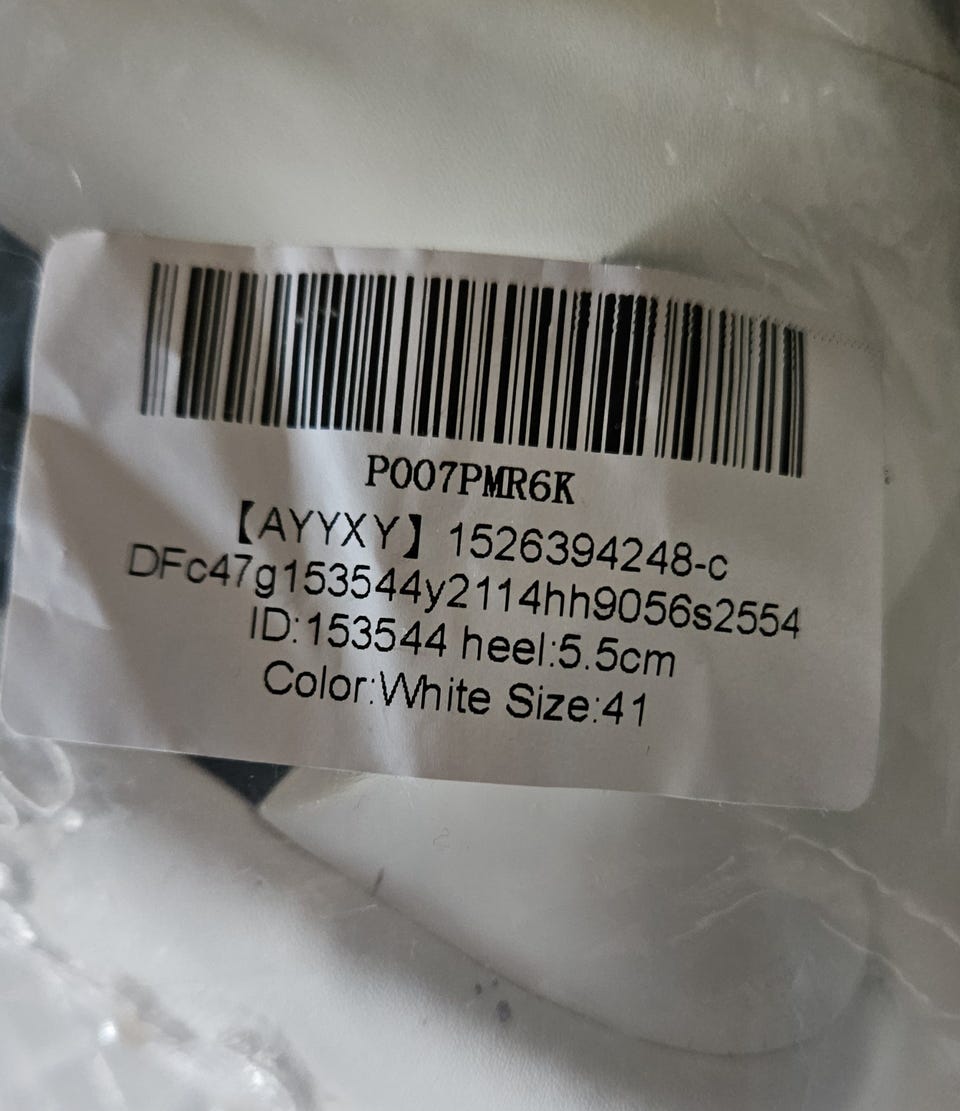 P007PMR6K
【AYYXY】1526394248-c
DFc47g153544y2114hh9056s2554
ID:153544 heel:5.5cm
Color:White Size:41